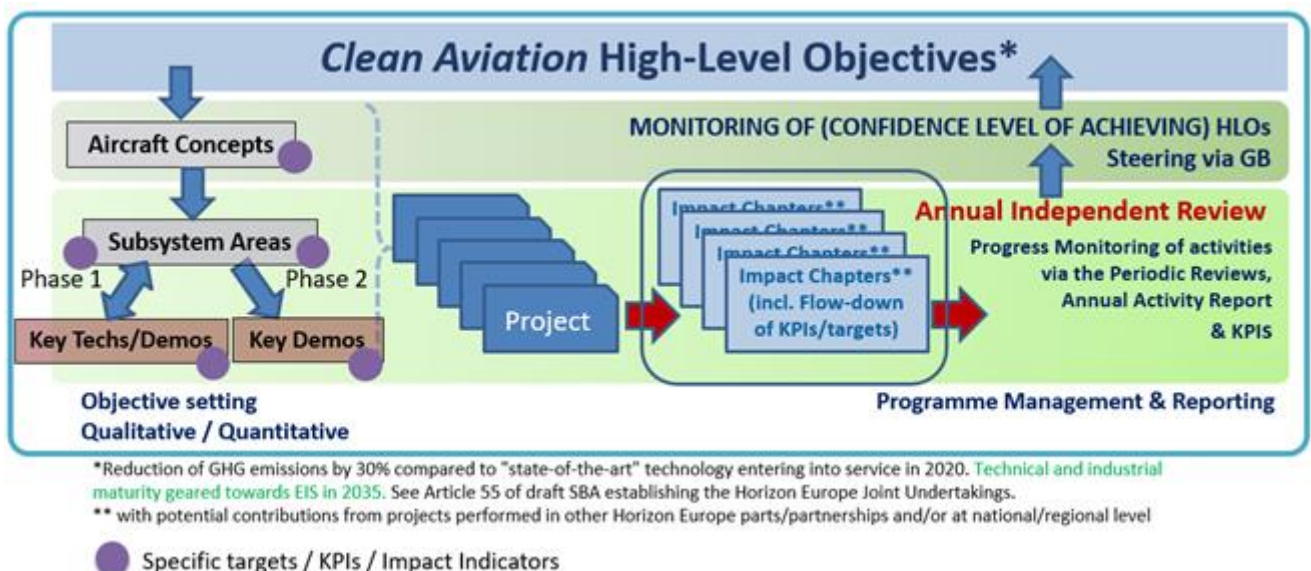 Clean Aviation High-Level Objectives*
Aircraft Concepts
MONITORING OF (CONFIDENCE LEVEL OF ACHIEVING) HLOs
Steering via GB
Subsystem Areas
Phase 1
Phase 2
Key Techs/Demos
Key Demos
Project
Impact Chapters**
Impact Chapters**
Impact Chapters**
Impact Chapters**
(incl. Flow-down
of KPIs/targets)
Annual Independent Review
Progress Monitoring of activities
via the Periodic Reviews,
Annual Activity Report
& KPIS
Objective setting
Qualitative / Quantitative
Programme Management & Reporting
*Reduction of GHG emissions by 30% compared to "state-of-the-art" technology entering into service in 2020. Technical and industrial
maturity geared towards EIS in 2035. See Article 55 of draft SBA establishing the Horizon Europe Joint Undertakings.
** with potential contributions from projects performed in other Horizon Europe parts/partnerships and/or at national/regional level
Specific targets / KPIs / Impact Indicators